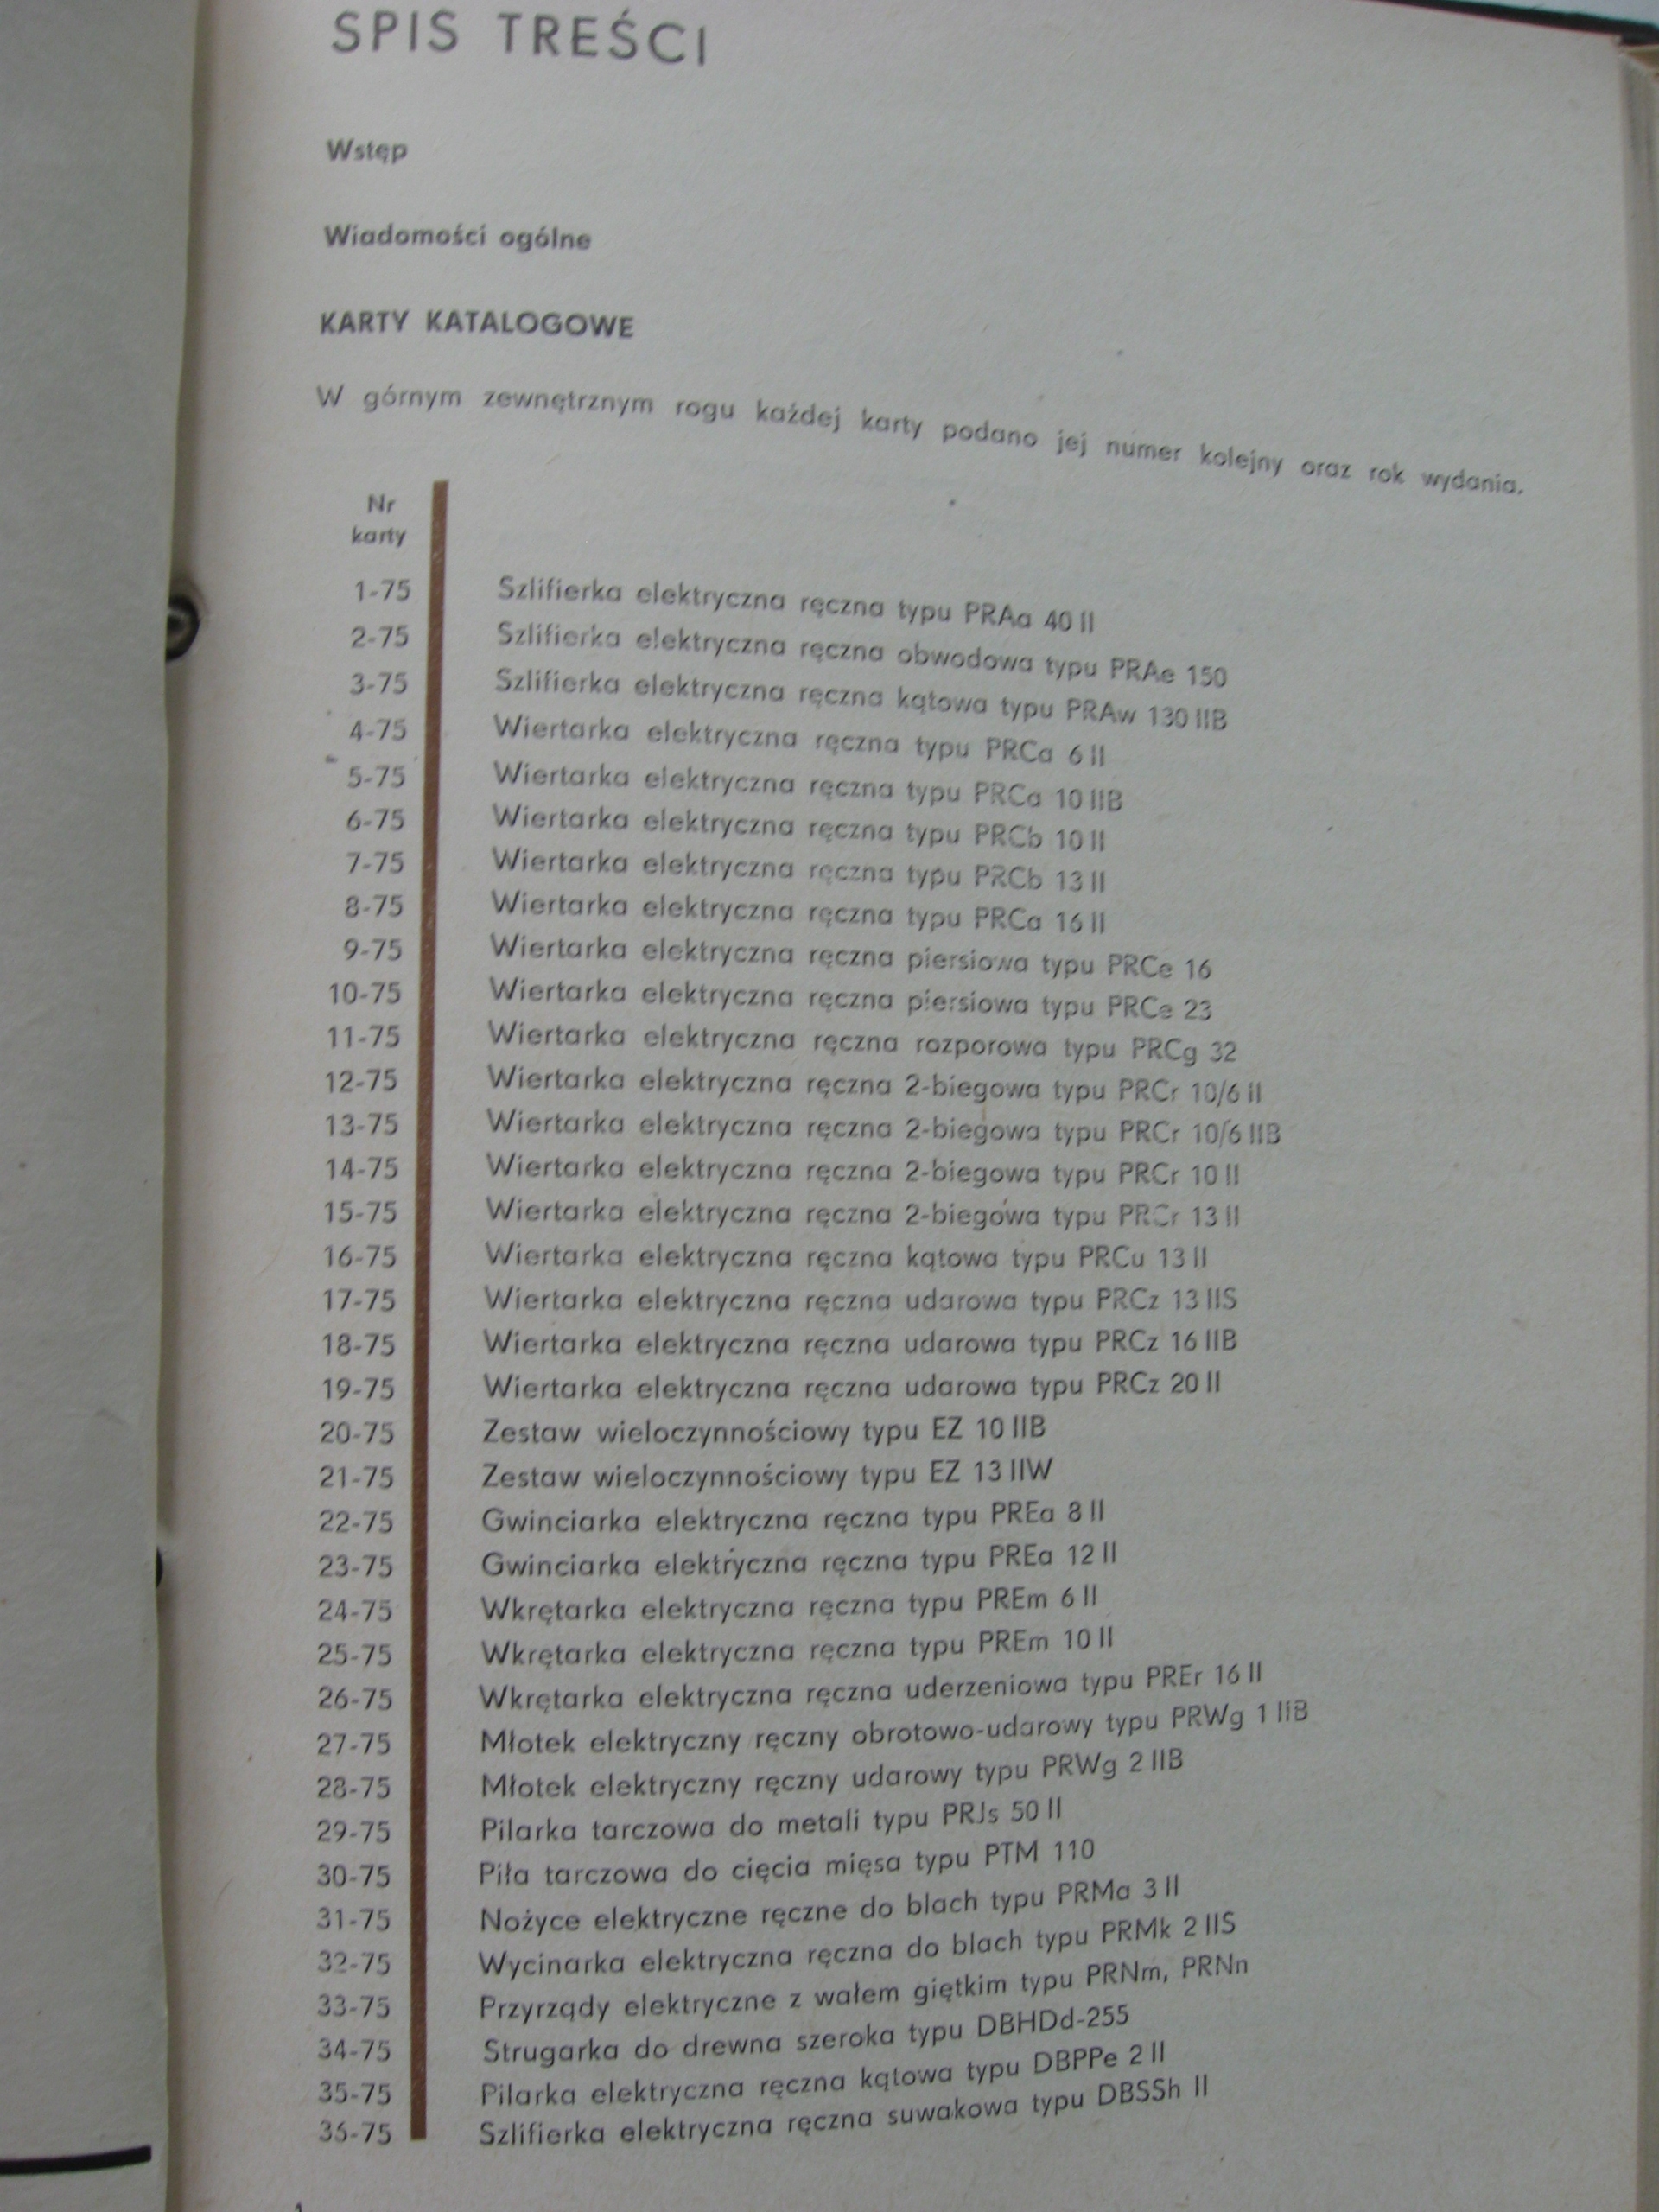 SPIS TREŚCI
Wstęp
Wiadomości ogólne
KARTY KATALOGOWE
W górnym zewnętrznym rogu każdej karty podano jej numer kolejny oraz rok wydania.
Nr
karty
1-75 Szlifierka elektryczna ręczna typu PRAa 40 II
2-75 Szlifierka elektryczna ręczna obwodowa typu PRAe 150
3-75 Szlifierka elektryczna ręczna kątowa typu PRAw 130 IIB
4-75 Wiertarka elektryczna ręczna typu PRCa 6 II
5-75 Wiertarka elektryczna ręczna typu PRCa 10 IIB
6-75 Wiertarka elektryczna ręczna typu PRCb 10 II
7-75 Wiertarka elektryczna ręczna typu PRCb 13 II
8-75 Wiertarka elektryczna ręczna typu PRCa 16 II
9-75 Wiertarka elektryczna ręczna piersiowa typu PRCe 16
10-75 Wiertarka elektryczna ręczna piersiowa typu PRCe 23
11-75 Wiertarka elektryczna ręczna rozporowa typu PRCg 32
12-75 Wiertarka elektryczna ręczna 2-biegowa typu PRCr 10/6 II
13-75 Wiertarka elektryczna ręczna 2-biegowa typu PRCr 10/6 IIB
14-75 Wiertarka elektryczna ręczna 2-biegowa typu PRCr 10 II
15-75 Wiertarka elektryczna ręczna 2-biegowa typu PRCr 13 II
16-75 Wiertarka elektryczna ręczna kątowa typu PRCu 13 II
17-75 Wiertarka elektryczna ręczna udarowa typu PRCz 13 IIS
18-75 Wiertarka elektryczna ręczna udarowa typu PRCz 16 IIB
19-75 Wiertarka elektryczna ręczna udarowa typu PRCz 20 II
20-75 Zestaw wieloczynnościowy typu EZ 10 IIB
21-75 Zestaw wieloczynnościowy typu EZ 13 IIW
22-75 Gwinciarka elektryczna ręczna typu PREa 8 II
23-75 Gwinciarka elektryczna ręczna typu PREa 12 II
24-75 Wkrętarka elektryczna ręczna typu PREm 6 II
25-75 Wkrętarka elektryczna ręczna typu PREm 10 II
26-75 Wkrętarka elektryczna ręczna uderzeniowa typu PREr 16 II
27-75 Młotek elektryczny ręczny obrotowo-udarowy typu PRWg 1 IIB
28-75 Młotek elektryczny ręczny udarowy typu PRWg 2 IIB
29-75 Pilarka tarczowa do metali typu PRJs 50 II
30-75 Piła tarczowa do cięcia mięsa typu PTM 110
31-75 Nożyce elektryczne ręczne do blach typu PRMa 3 II
32-75 Wycinarka elektryczna ręczna do blach typu PRMk 2 IIS
33-75 Przyrządy elektryczne z wałem giętkim typu PRNm, PRNn
34-75 Strugarka do drewna szeroka typu DBHDd-255
35-75 Pilarka elektryczna ręczna kątowa typu DBPPe 2 II
36-75 Szlifierka elektryczna ręczna suwakowa typu DBSSh II